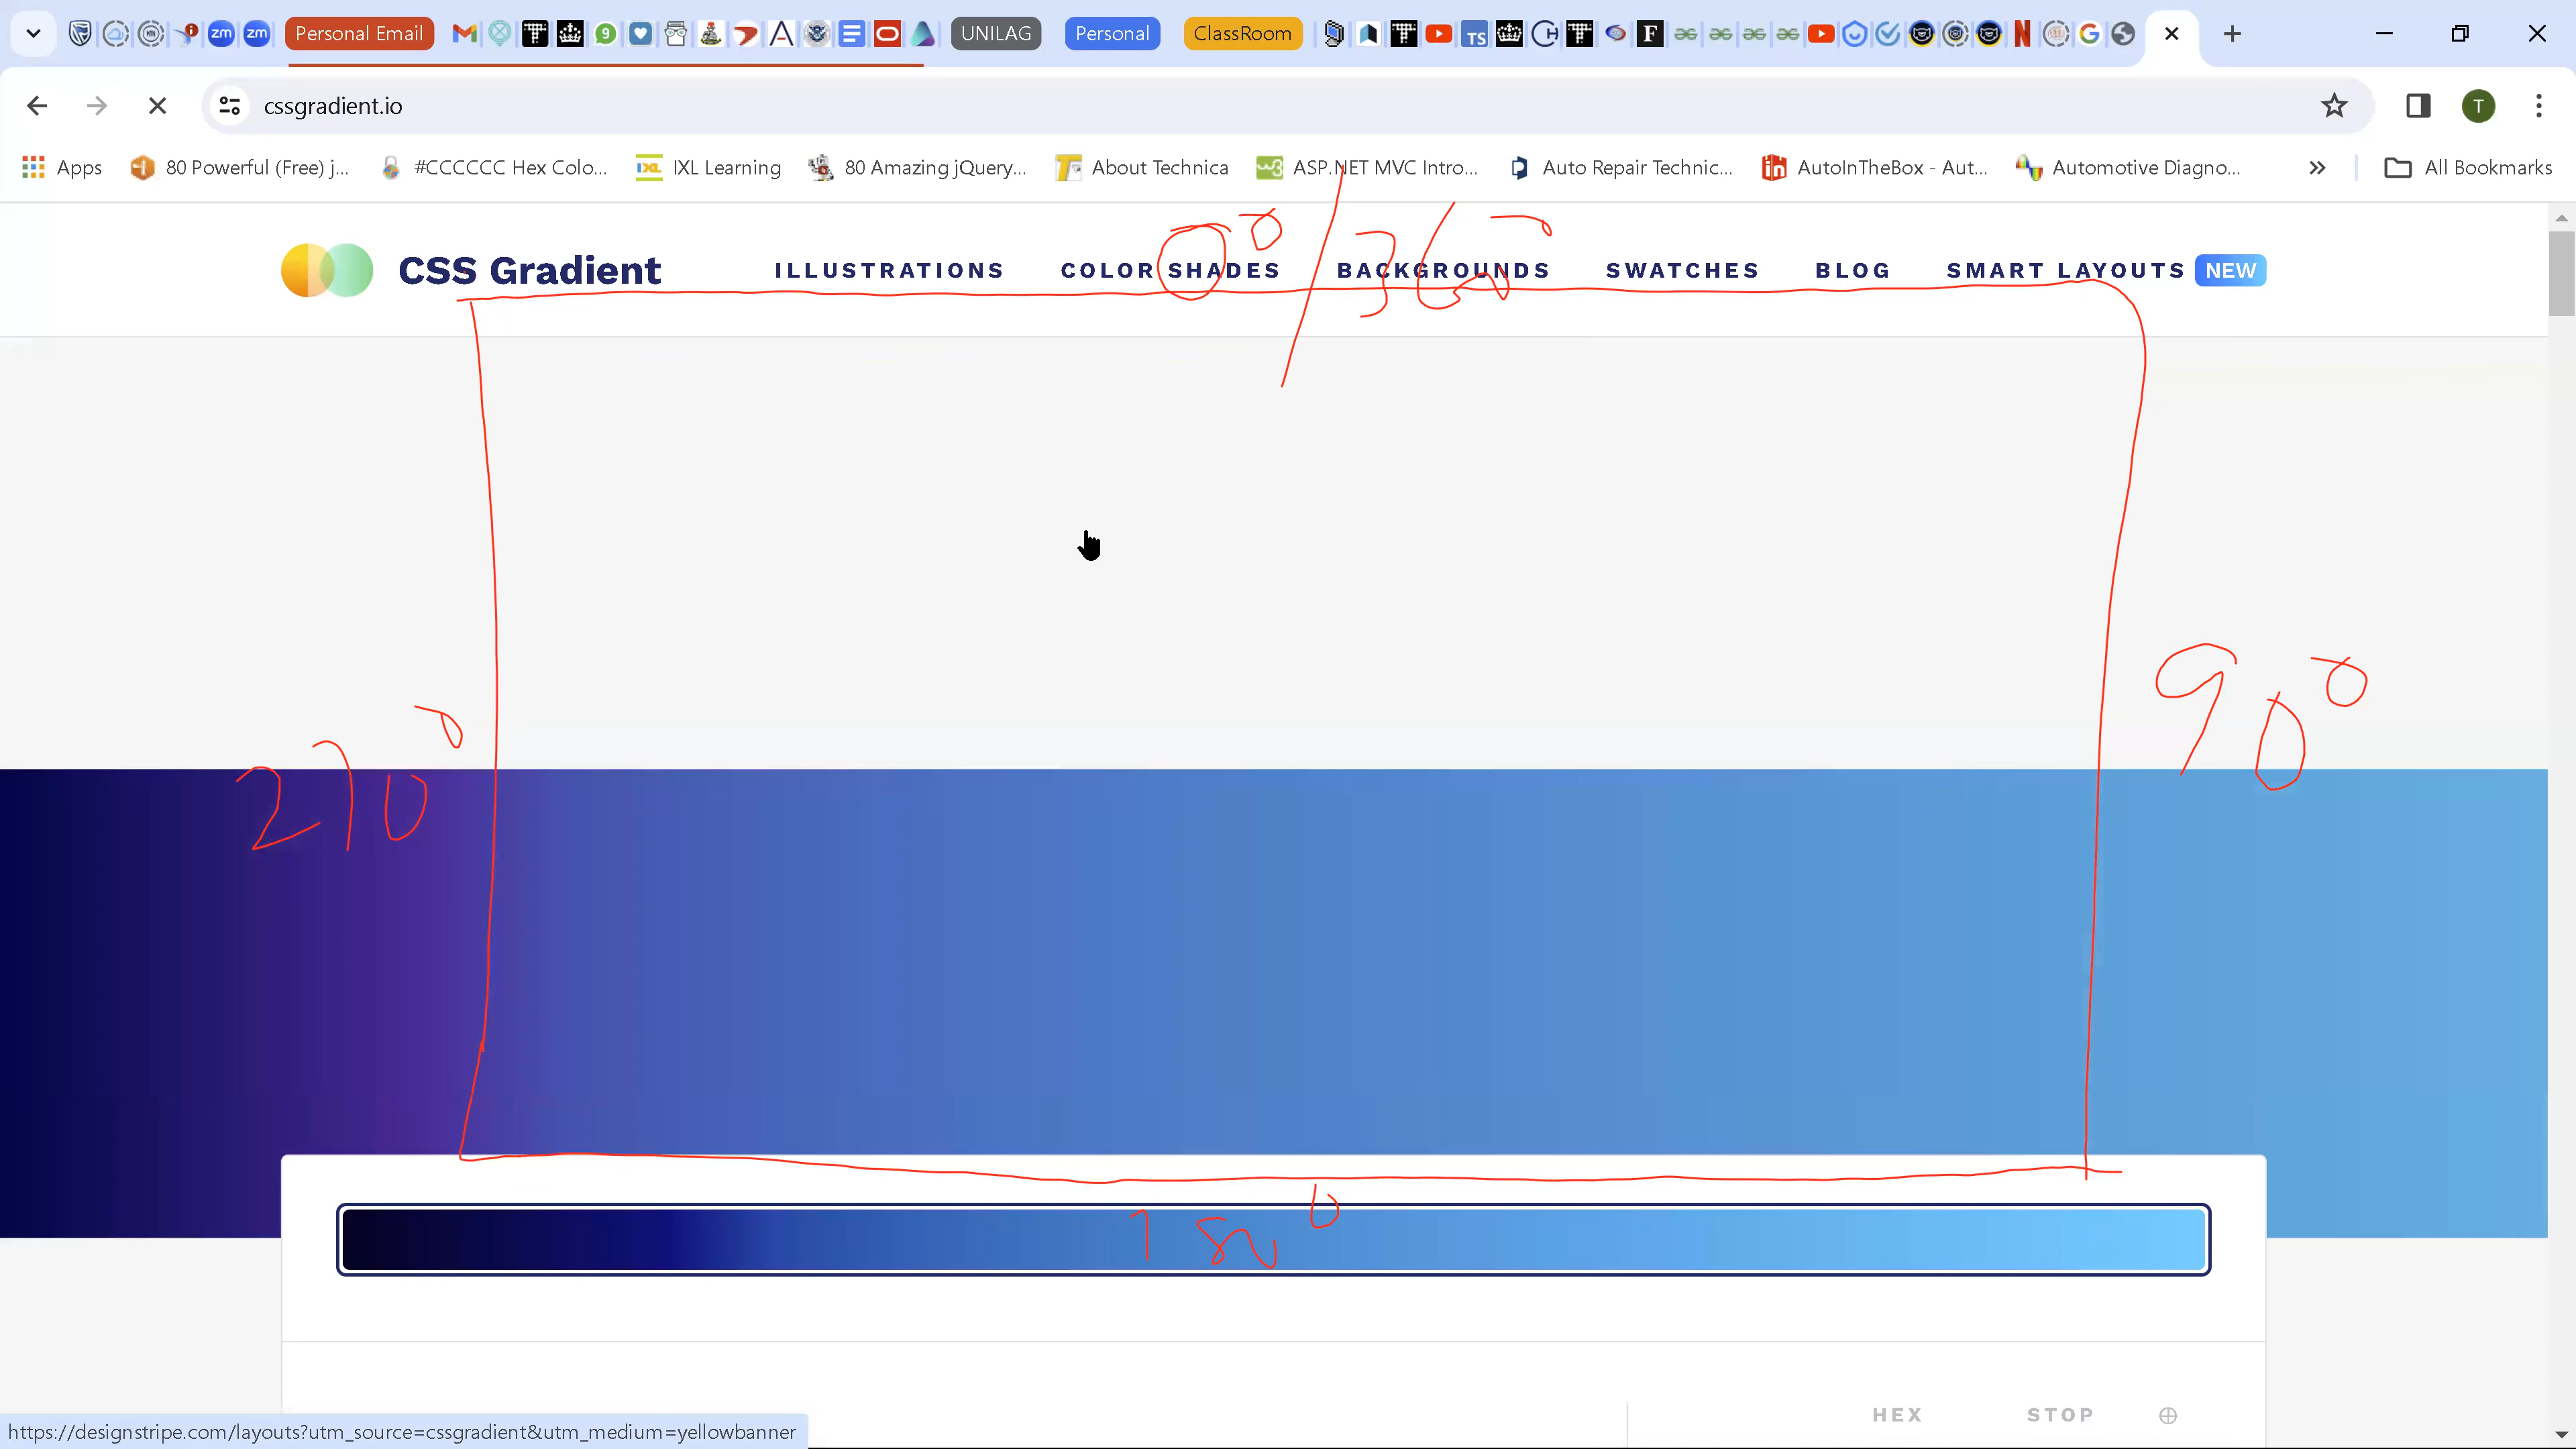 Personal Email
UNILAG
Personal
ClassRoom
cssgradient.io
T
Apps
80 Powerful (Free) j...
#CCCCCC Hex Colo...
IXL Learning
80 Amazing jQuery...
About Technica
ASP.NET MVC Intro...
Auto Repair Technic...
AutoInTheBox - Aut...
Automotive Diagno...
All Bookmarks
0° / 360°
CSS Gradient
ILLUSTRATIONS
COLOR SHADES
BACKGROUNDS
SWATCHES
BLOG
SMART LAYOUTS
NEW
270°
90°
180°
HEX
STOP
https://designstripe.com/layouts?utm_source=cssgradient&utm_medium=yellowbanner